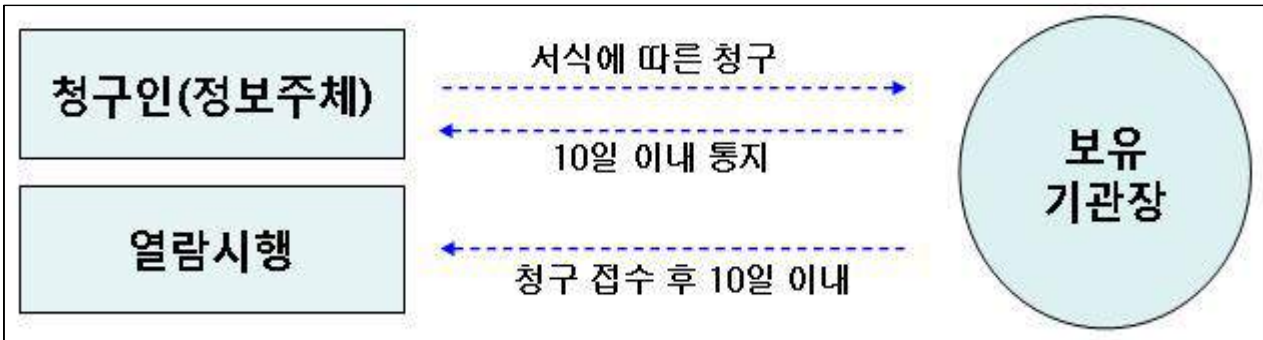 청구인(정보주체)
서식에 따른 청구
10일 이내 통지
보유
기관장
열람시행
청구 접수 후 10일 이내